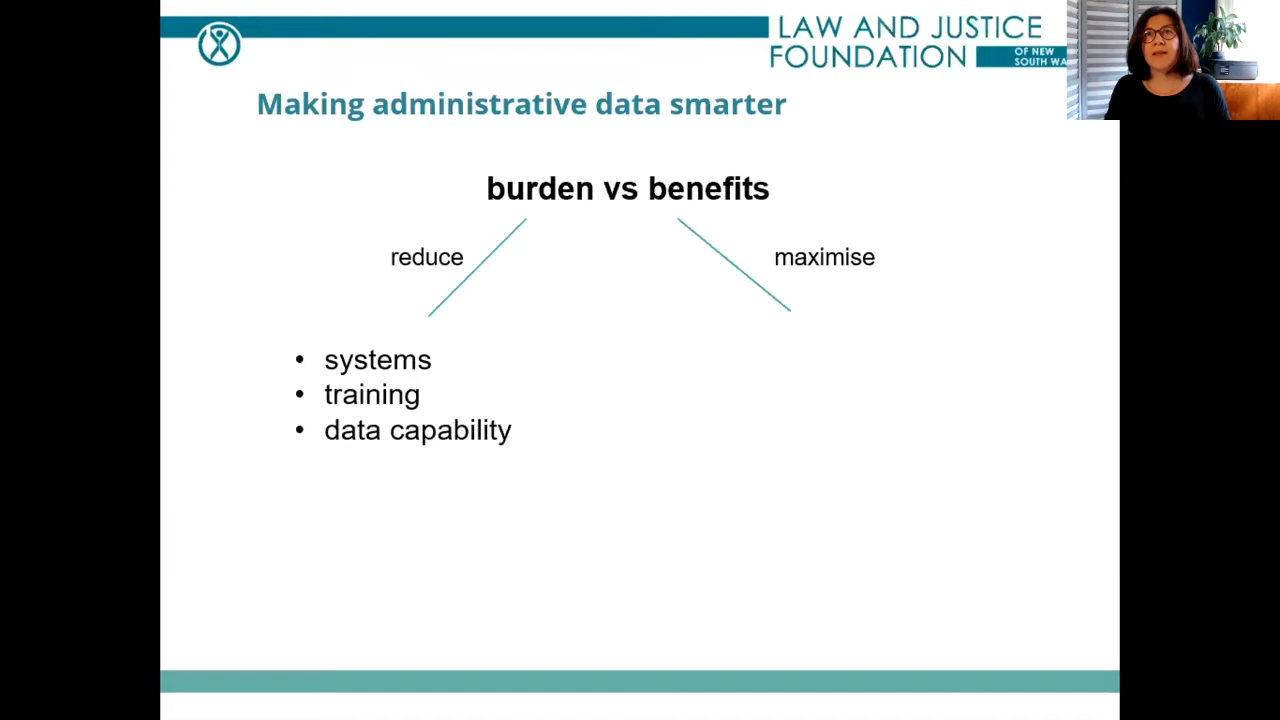 LAW AND JUSTICE
FOUNDATION
OF NEW
SOUTH
Making administrative data smarter
burden vs benefits
reduce
maximise
• systems
• training
• data capability